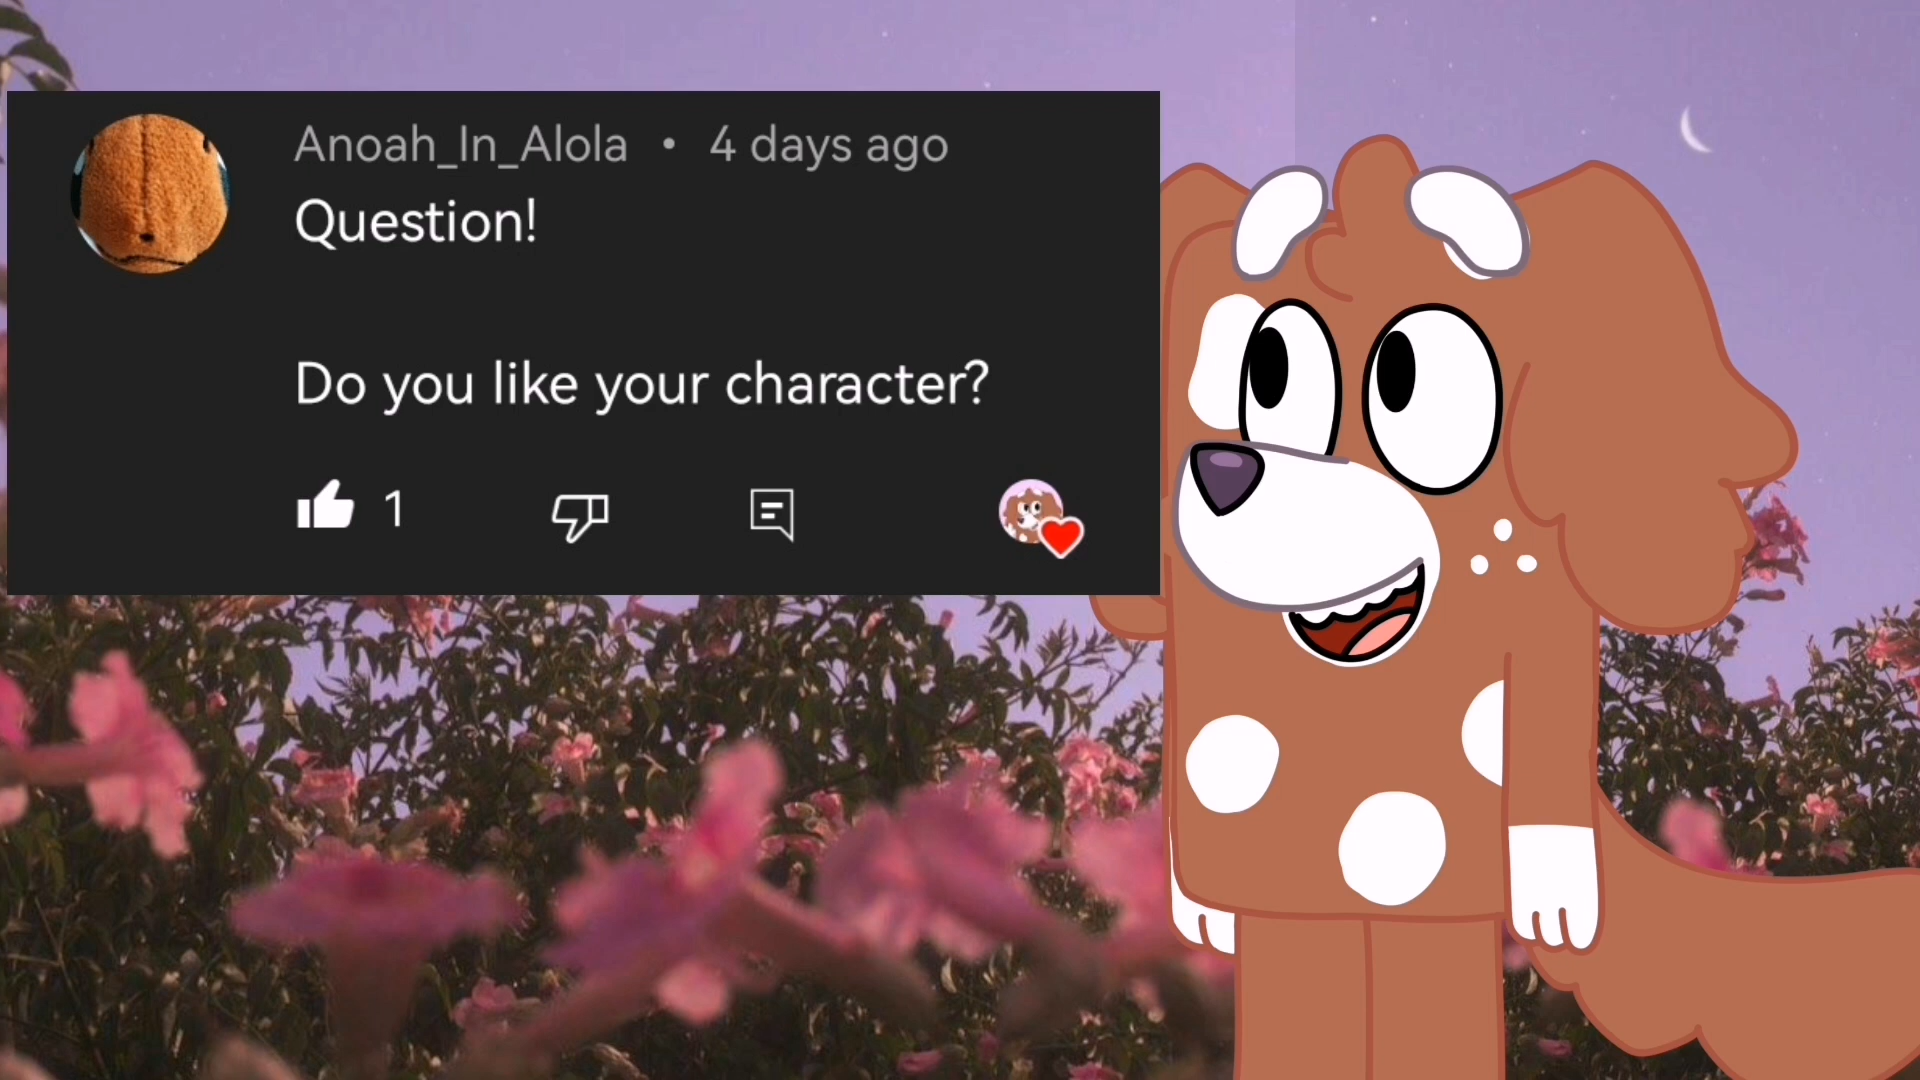 Anoah_In_Alola • 4 days ago
Question!
Do you like your character?
1